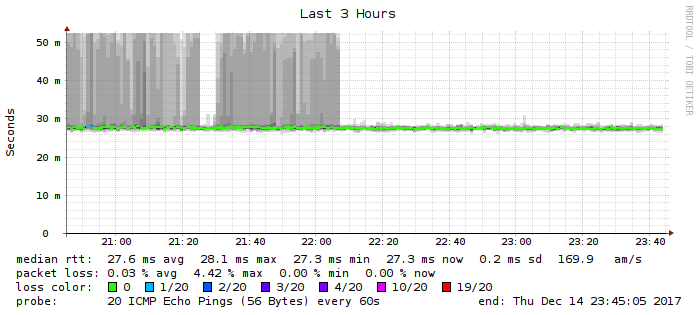 Last 3 Hours
RRDTOOL / TOBI OETIKER
Seconds
50 m
40 m
30 m
20 m
10 m
0
21:00 21:20 21:40 22:00 22:20 22:40 23:00 23:20 23:40
median rtt: 27.6 ms avg 28.1 ms max 27.3 ms min 27.3 ms now 0.2 ms sd 169.9 am/s
packet loss: 0.03 % avg 4.42 % max 0.00 % min 0.00 % now
loss color: 0 1/20 2/20 3/20 4/20 10/20 19/20
probe: 20 ICMP Echo Pings (56 Bytes) every 60s end: Thu Dec 14 23:45:05 2017